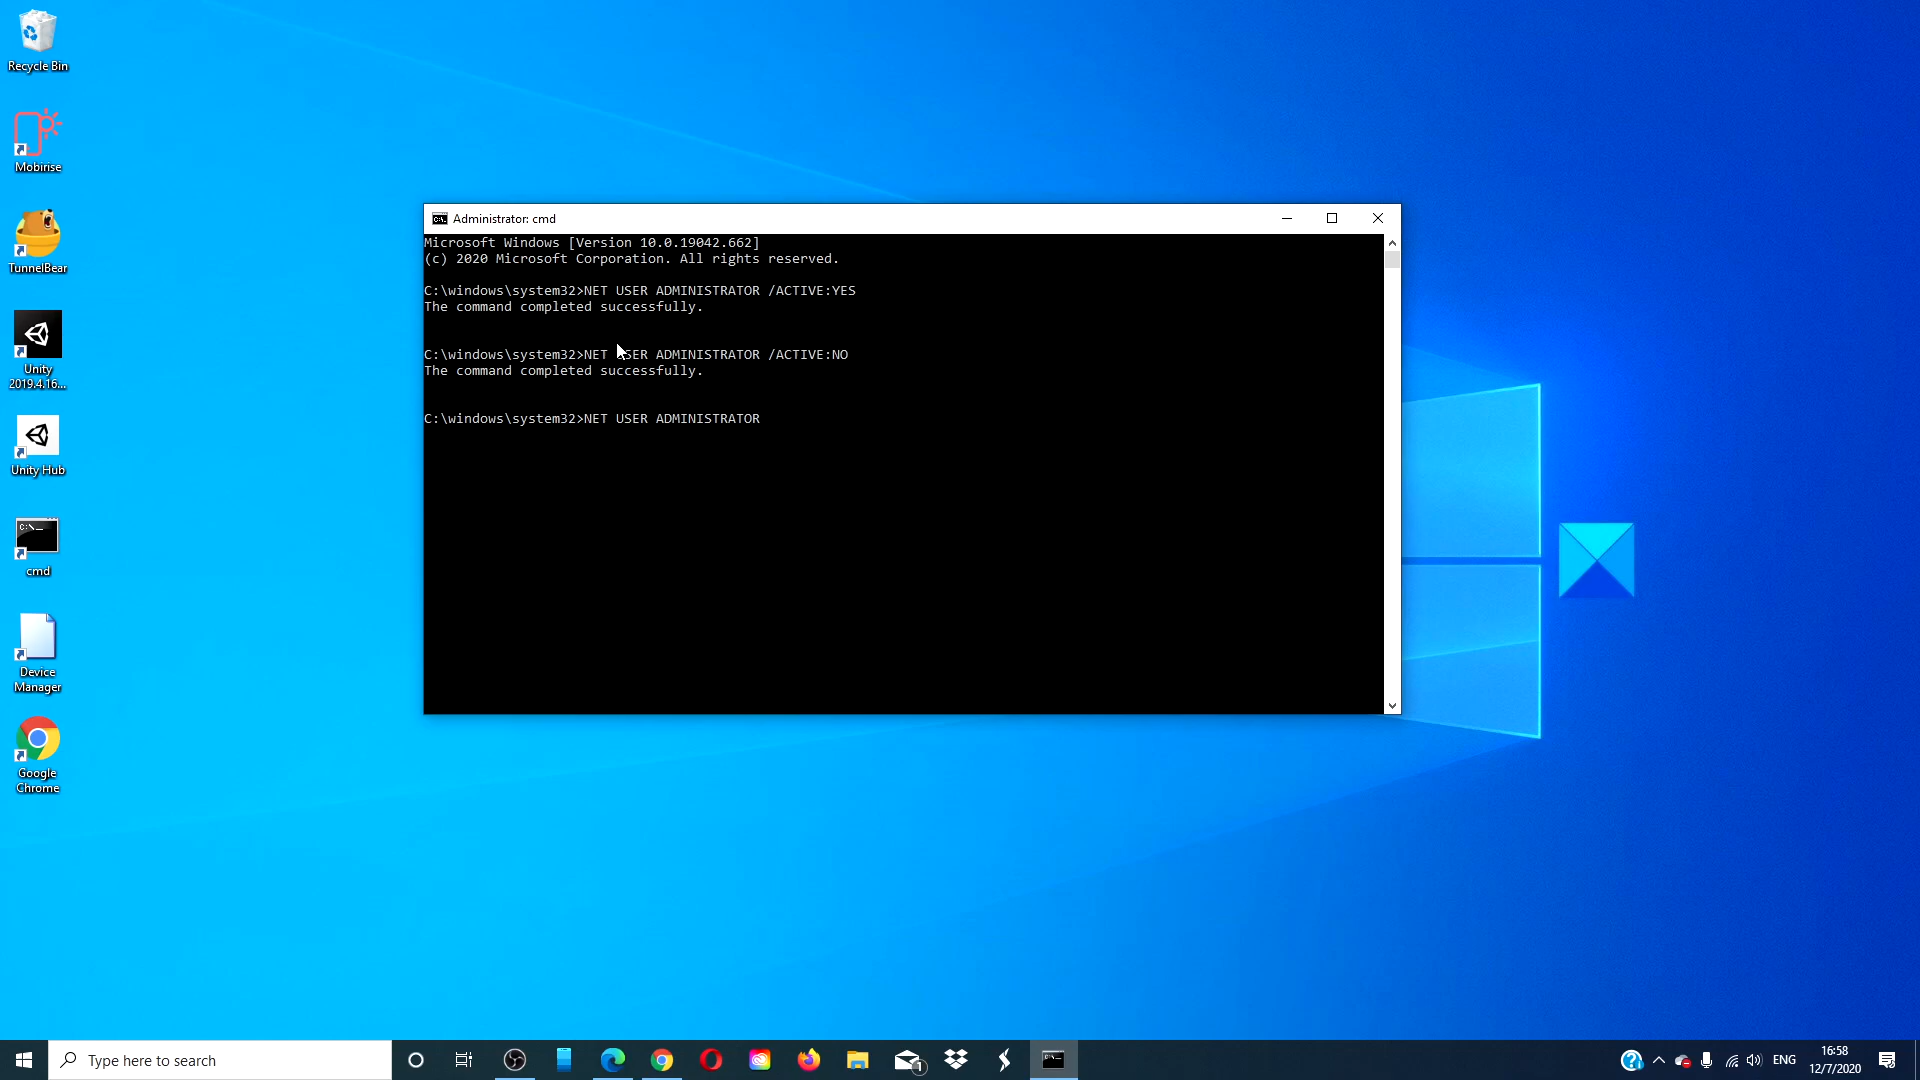 Recycle Bin
Mobirise
TunnelBear
Unity
2019.4.16...
Unity Hub
C:\_
cmd
Device
Manager
Google
Chrome
Administrator: cmd
Microsoft Windows [Version 10.0.19042.662]
(c) 2020 Microsoft Corporation. All rights reserved.
C:\windows\system32>NET USER ADMINISTRATOR /ACTIVE:YES
The command completed successfully.
C:\windows\system32>NET USER ADMINISTRATOR /ACTIVE:NO
The command completed successfully.
C:\windows\system32>NET USER ADMINISTRATOR
Type here to search
1
ENG
16:58
12/7/2020